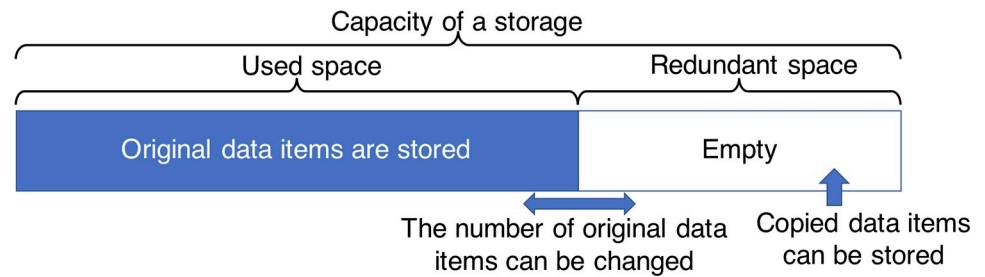 Capacity of a storage
Used space
Redundant space
Original data items are stored
Empty
The number of original data
items can be changed
Copied data items
can be stored